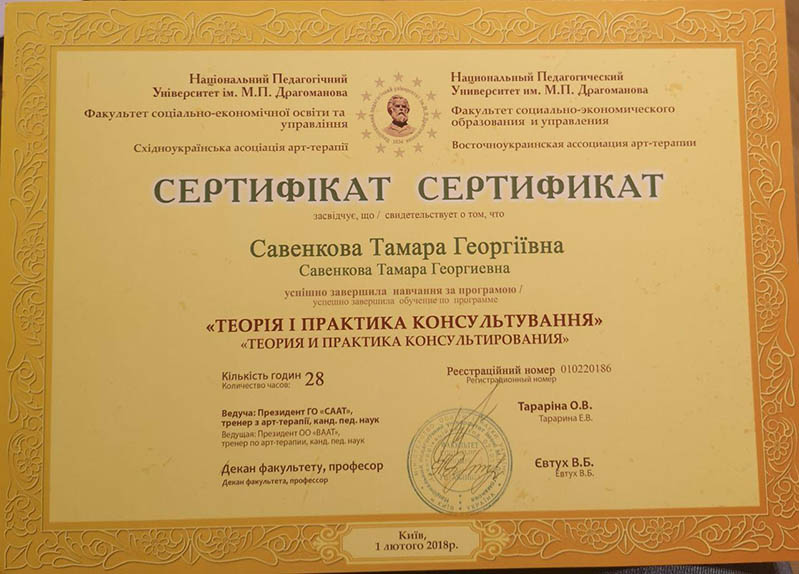 Національний Педагогічний
Університет ім. М.П. Драгоманова
Факультет соціально-економічної освіти та
управління
Східноукраїнська асоціація арт-терапії
Национальный Педагогический
Университет им. М.П. Драгоманова
Факультет социально-экономического
образования и управления
Восточноукраинская ассоциация арт-терапии
СЕРТИФІКАТ СЕРТИФИКАТ
засвідчує, що / свидетельствует о том, что
Савенкова Тамара Георгіївна
Савенкова Тамара Георгиевна
успішно завершила навчання за програмою /
успешно завершила обучение по программе
«ТЕОРІЯ І ПРАКТИКА КОНСУЛЬТУВАННЯ»
«ТЕОРИЯ И ПРАКТИКА КОНСУЛЬТИРОВАНИЯ»
Кількість годин 28
Количество часов:
Реєстраційний номер 010220186
Регистрационный номер
Ведуча: Президент ГО «СААТ»,
тренер з арт-терапії, канд. пед. наук
Ведущая: Президент ОО «ВААТ»,
тренер по арт-терапии, канд. пед. наук
Тараріна О.В.
Тарарина Е.В.
Декан факультету, професор
Декан факультета, профессор
Євтух В.Б.
Евтух В.Б.
Київ,
1 лютого 2018р.